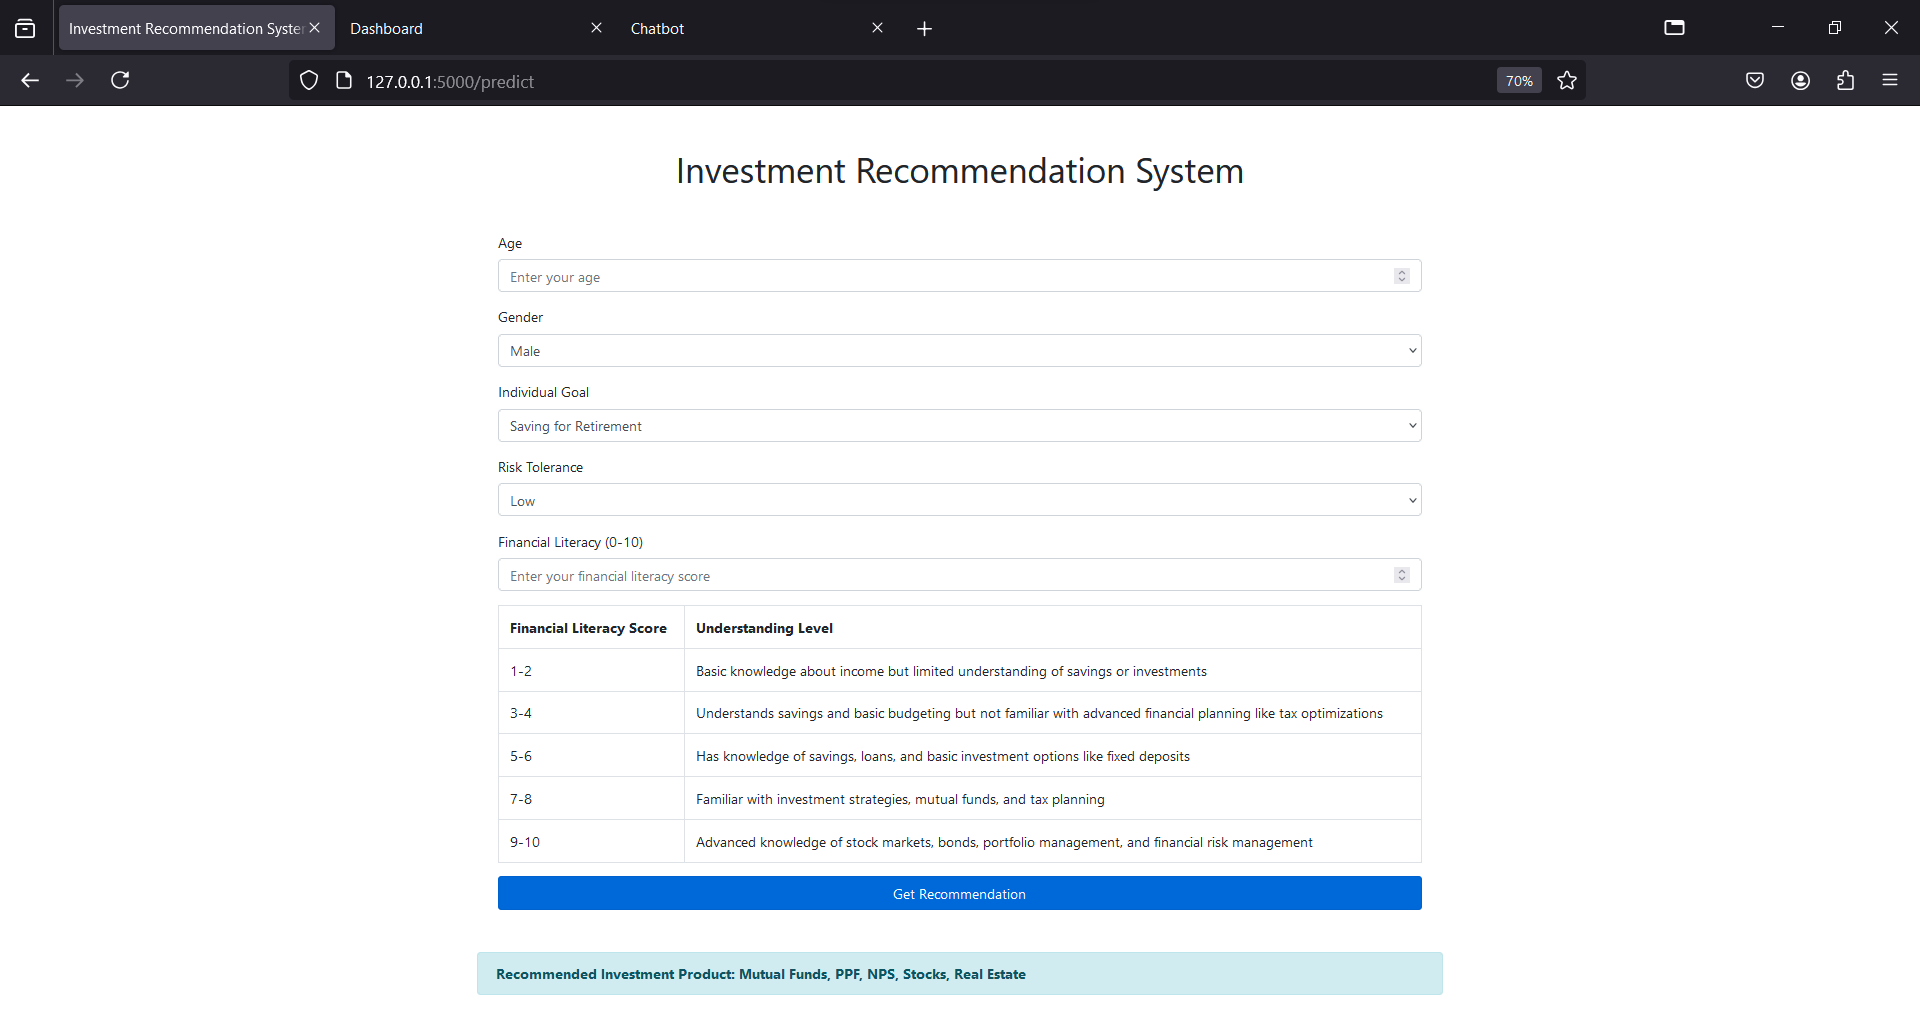 Investment Recommendation Syster
Dashboard
Chatbot
127.0.0.1:5000/predict
70%
Investment Recommendation System
Age
Enter your age
Gender
Male
Individual Goal
Saving for Retirement
Risk Tolerance
Low
Financial Literacy (0-10)
Enter your financial literacy score
Financial Literacy Score Understanding Level
1-2 Basic knowledge about income but limited understanding of savings or investments
3-4 Understands savings and basic budgeting but not familiar with advanced financial planning like tax optimizations
5-6 Has knowledge of savings, loans, and basic investment options like fixed deposits
7-8 Familiar with investment strategies, mutual funds, and tax planning
9-10 Advanced knowledge of stock markets, bonds, portfolio management, and financial risk management
Get Recommendation
Recommended Investment Product: Mutual Funds, PPF, NPS, Stocks, Real Estate